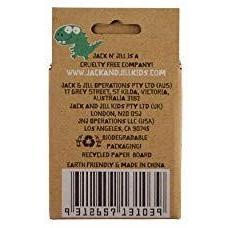 JACK N' JILL IS A
CRUELTY FREE COMPANY!
WWW.JACKANDJILLKIDS.COM
JACK & JILL OPERATIONS PTY LTD (AU)
17 GREY STREET, ST KILDA, VICTORIA,
AUSTRALIA 3182
JACK AND JILL KIDS PTY LTD (UK)
LONDON, N20 0SJ
JNJ OPERATIONS LLC (US)
LOS ANGELES, CA 90745
BIODEGRADABLE
PACKAGING!
RECYCLED PAPER BOARD
EARTH FRIENDLY & MADE IN CHINA
9 312657 131039